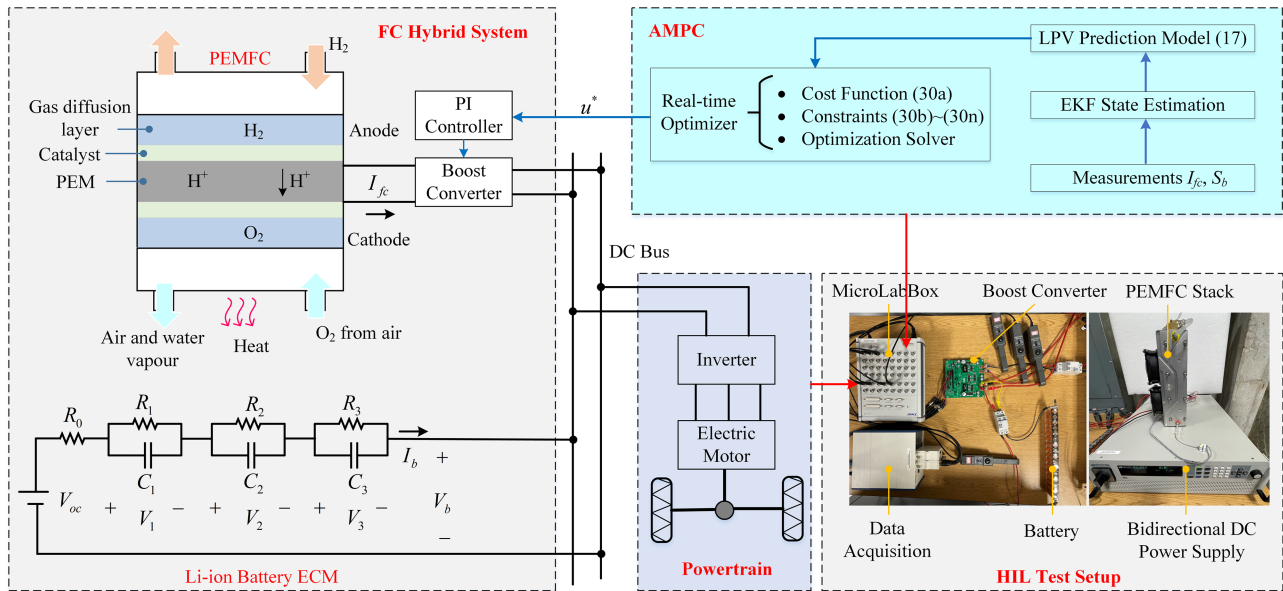 FC Hybrid System
PEMFC
H2
Gas diffusion
layer
Catalyst
PEM
H2
H+
H+
O2
Anode
Cathode
Ifc
PI
Controller
Boost
Converter
u*
Air and water
vapour
Heat
O2 from air
DC Bus
R0
R1
R2
R3
C1
C2
C3
Ib
+
Voc
+
V1
−
+
V2
−
+
V3
−
Vb
−
Li-ion Battery ECM
AMPC
Real-time
Optimizer
• Cost Function (30a)
• Constraints (30b)~(30n)
• Optimization Solver
LPV Prediction Model (17)
EKF State Estimation
Measurements Ifc, Sb
Inverter
Electric
Motor
Powertrain
MicroLabBox
Boost Converter
PEMFC Stack
Data
Acquisition
Battery
Bidirectional DC
Power Supply
HIL Test Setup